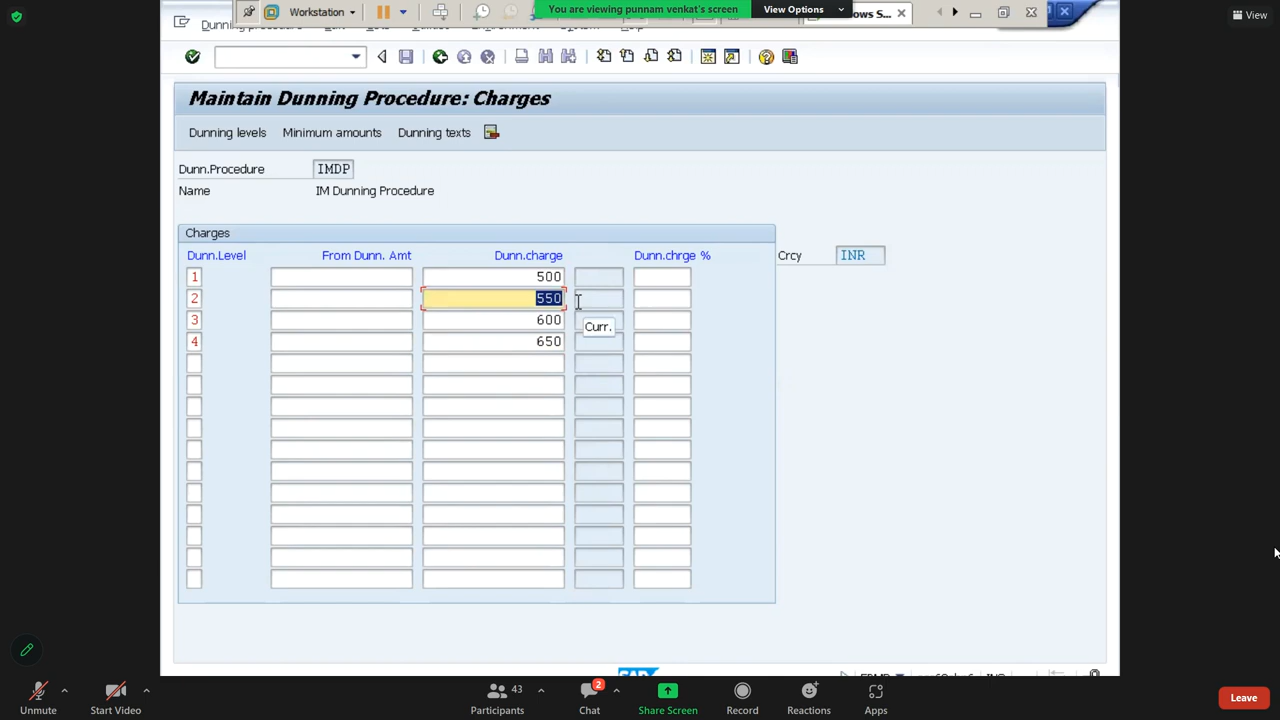 Workstation
You are viewing punnam venkat's screen
View Options
ows S...
View
Maintain Dunning Procedure: Charges
Dunning levels Minimum amounts Dunning texts
Dunn.Procedure IMDP
Name IM Dunning Procedure
Charges
Dunn.Level From Dunn. Amt Dunn.charge Dunn.chrge % Crcy INR
1 500
2 550
3 600
Curr.
4 650
SAP
Unmute
Start Video
Participants 43
Chat 2
Share Screen
Record
Reactions
Apps
Leave